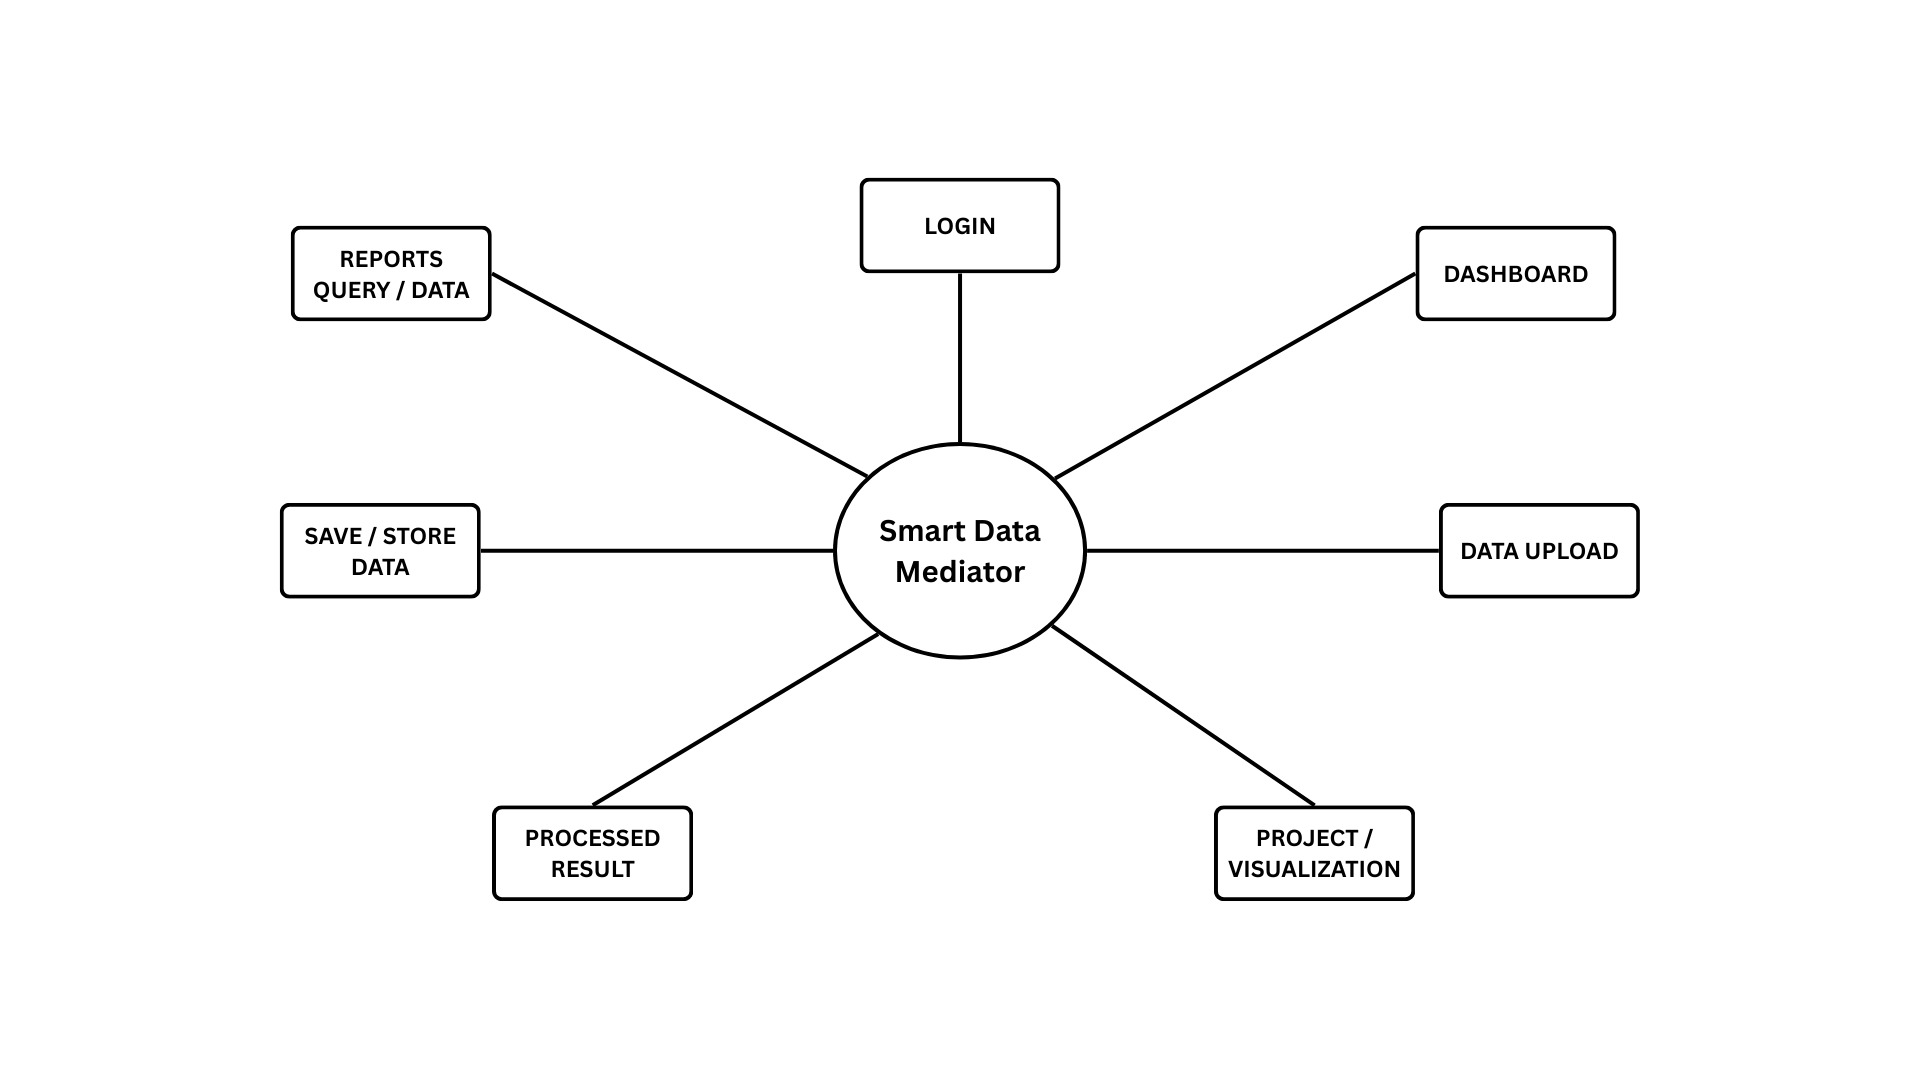 LOGIN
REPORTS
QUERY / DATA
DASHBOARD
SAVE / STORE
DATA
Smart Data
Mediator
DATA UPLOAD
PROCESSED
RESULT
PROJECT /
VISUALIZATION